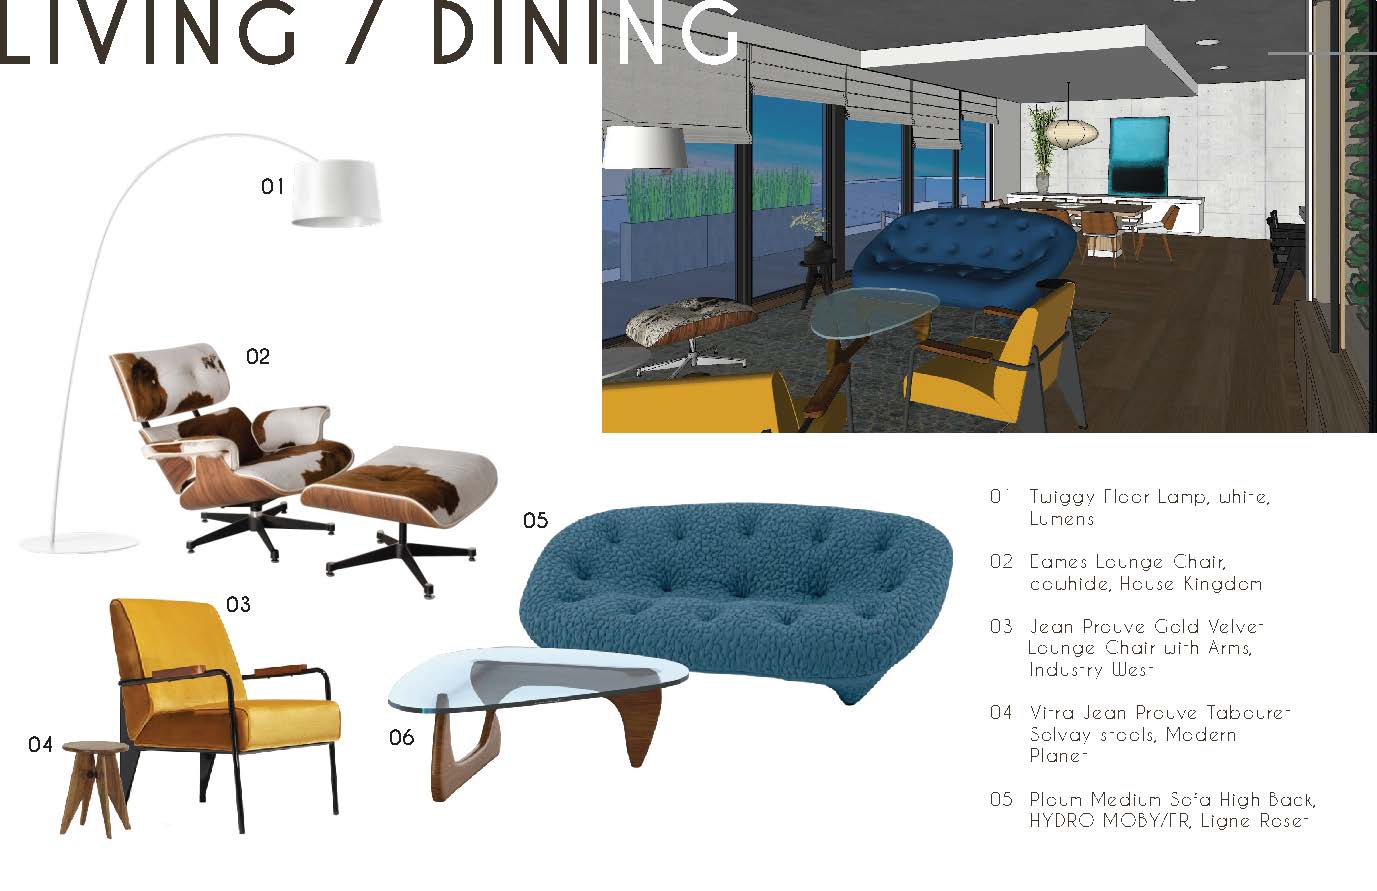 LIVING / DINING
01
02
05
03
04
06
01 Twiggy Floor Lamp, white,
Lumens
02 Eames Lounge Chair,
cowhide, House Kingdom
03 Jean Prouve Gold Velvet
Lounge Chair with Arms,
Industry West
04 Vitra Jean Prouve Tabouret
Solvay stools, Modern
Planet
05 Ploum Medium Sofa High Back,
HYDRO MOBY/FR, Ligne Roset